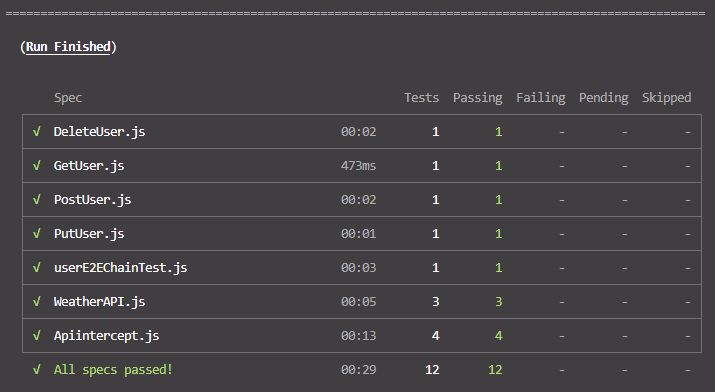 (Run Finished)
Spec Tests Passing Failing Pending Skipped
√ DeleteUser.js 00:02 1 1 - - -
√ GetUser.js 473ms 1 1 - - -
√ PostUser.js 00:02 1 1 - - -
√ PutUser.js 00:01 1 1 - - -
√ userE2EChainTest.js 00:03 1 1 - - -
√ WeatherAPI.js 00:05 3 3 - - -
√ Apiintercept.js 00:13 4 4 - - -
√ All specs passed! 00:29 12 12 - - -